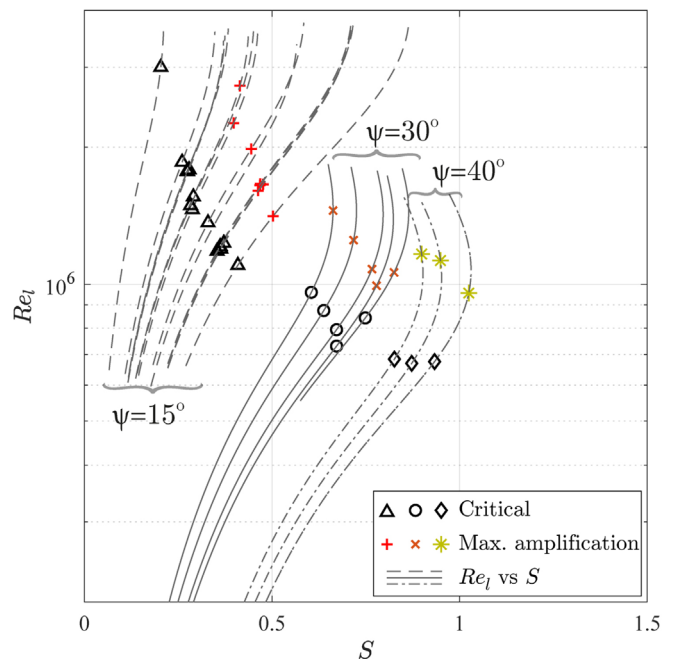 ψ=30°
ψ=40°
Re_l
10^6
ψ=15°
Critical
Max. amplification
Re_l vs S
0 0.5 1 1.5
S